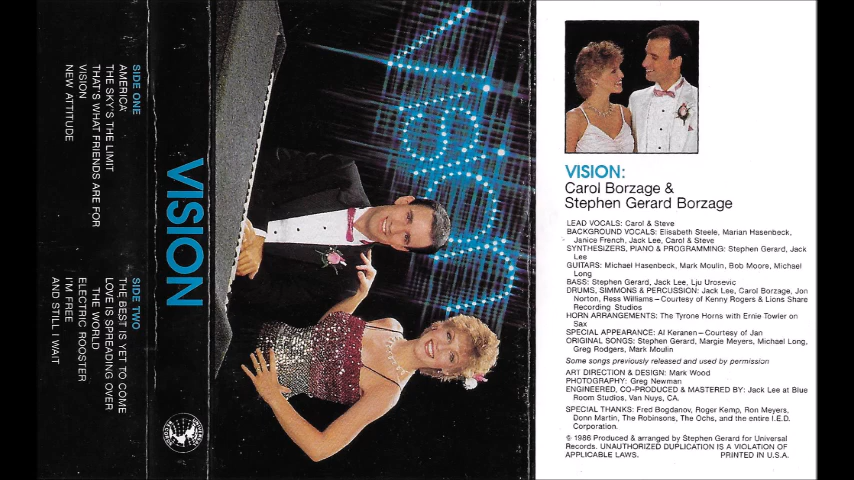 SIDE ONE
AMERICA
THE SKY'S THE LIMIT
THAT'S WHAT FRIENDS ARE FOR
VISION
NEW ATTITUDE
SIDE TWO
THE BEST IS YET TO COME
LOVE IS SPREADING OVER
THE WORLD
ELECTRIC ROOSTER
I'M FREE
AND STILL I WAIT
VISION
Vision
VISION:
Carol Borzage &
Stephen Gerard Borzage
LEAD VOCALS: Carol & Steve
BACKGROUND VOCALS: Elisabeth Steele, Marian Hasenbeck,
Janice French, Jack Lee, Carol & Steve
SYNTHESIZERS, PIANO & PROGRAMMING: Stephen Gerard, Jack
Lee
GUITARS: Michael Hasenbeck, Mark Moulin, Bob Moore, Michael
Long
BASS: Stephen Gerard, Jack Lee, Lju Urosevic
DRUMS, SIMMONS & PERCUSSION: Jack Lee, Carol Borzage, Jon
Norton, Ress Williams – Courtesy of Kenny Rogers & Lions Share
Recording Studios
HORN ARRANGEMENTS: The Tyrone Horns with Ernie Towler on
Sax
SPECIAL APPEARANCE: Al Keranen – Courtesy of Jan
ORIGINAL SONGS: Stephen Gerard, Margie Meyers, Michael Long,
Greg Rodgers, Mark Moulin
Some songs previously released and used by permission
ART DIRECTION & DESIGN: Mark Wood
PHOTOGRAPHY: Greg Newman
ENGINEERED, CO-PRODUCED & MASTERED BY: Jack Lee at Blue
Room Studios, Van Nuys, CA.
SPECIAL THANKS: Fred Bogdanov, Roger Kemp, Ron Meyers,
Donn Martin, The Robinsons, The Ochs, and the entire I.E.D.
Corporation.
© 1986 Produced & arranged by Stephen Gerard for Universal
Records. UNAUTHORIZED DUPLICATION IS A VIOLATION OF
APPLICABLE LAWS. PRINTED IN U.S.A.